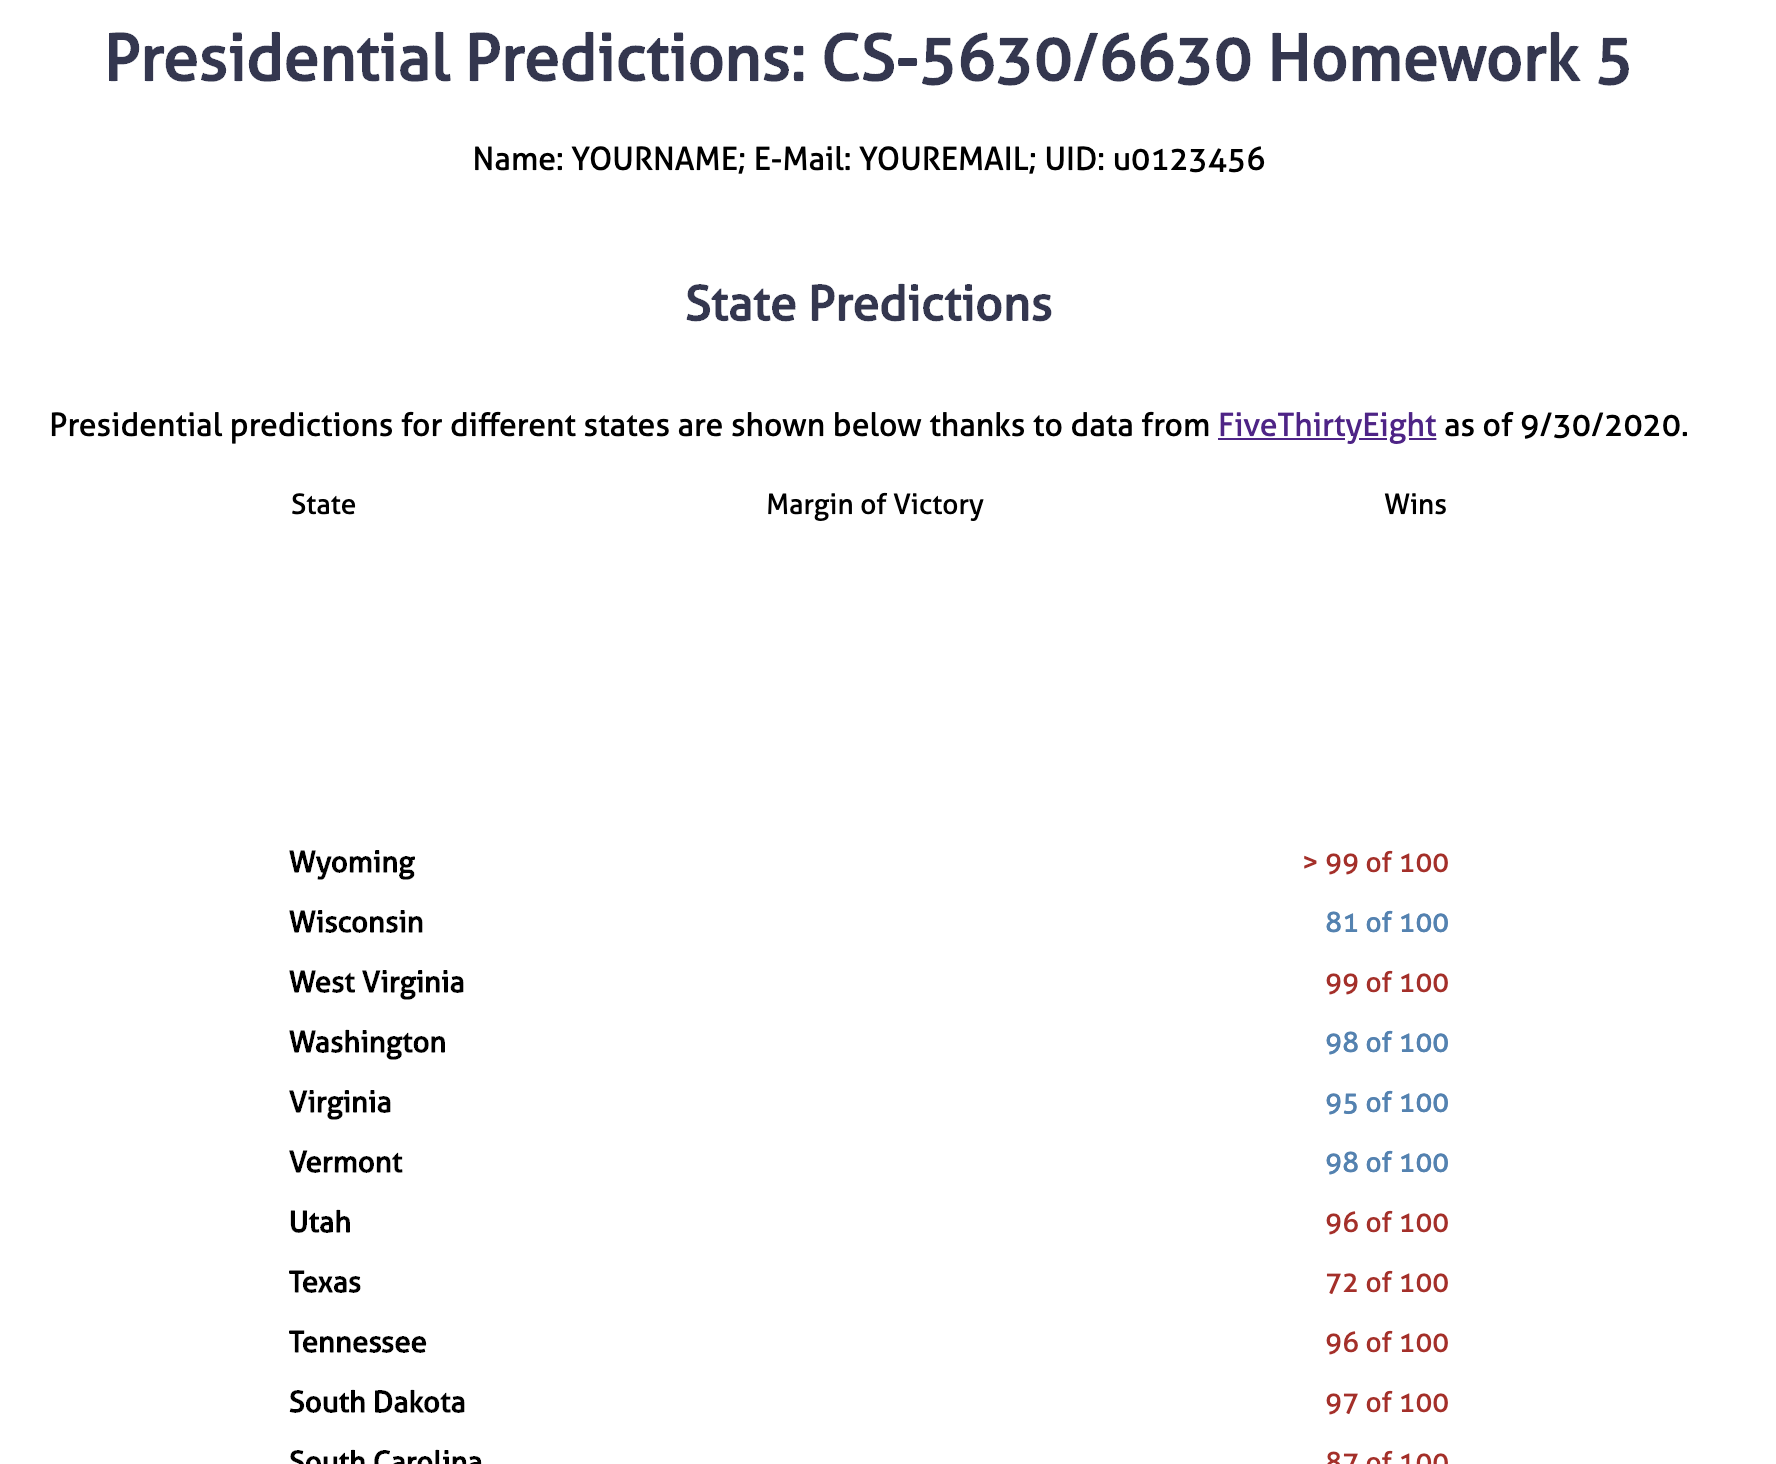 Presidential Predictions: CS-5630/6630 Homework 5
Name: YOURNAME; E-Mail: YOUREMAIL; UID: u0123456
State Predictions
Presidential predictions for different states are shown below thanks to data from FiveThirtyEight as of 9/30/2020.
State Margin of Victory Wins
Wyoming > 99 of 100
Wisconsin 81 of 100
West Virginia 99 of 100
Washington 98 of 100
Virginia 95 of 100
Vermont 98 of 100
Utah 96 of 100
Texas 72 of 100
Tennessee 96 of 100
South Dakota 97 of 100
South Carolina 87 of 100